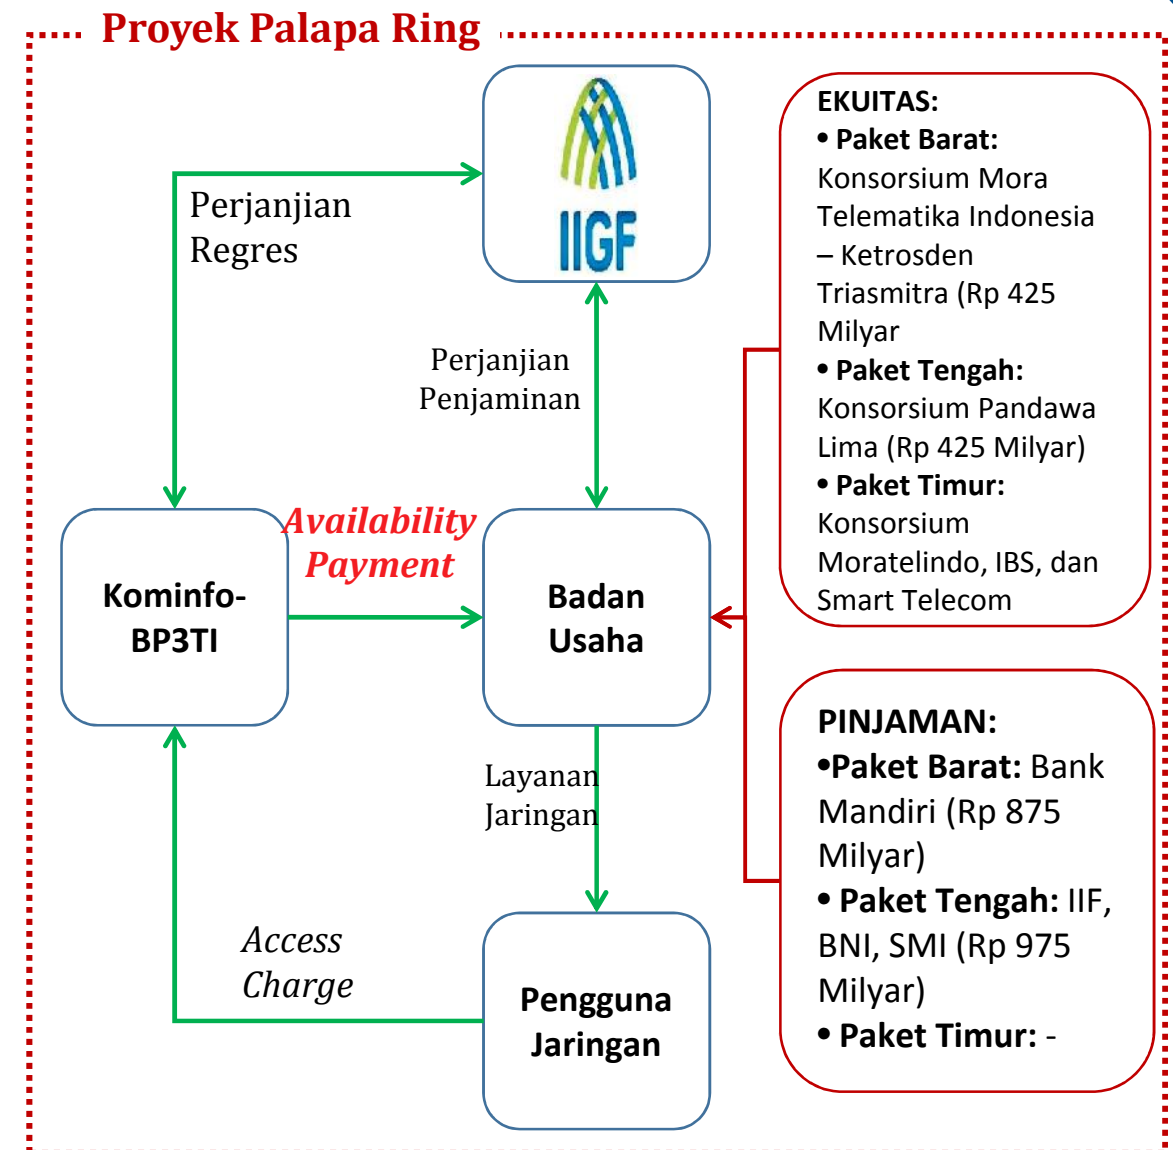 Proyek Palapa Ring
IIGF
Perjanjian
Regres
Perjanjian
Penjaminan
Availability
Payment
Kominfo-
BP3TI
Badan
Usaha
Layanan
Jaringan
Access
Charge
Pengguna
Jaringan
EKUITAS:
• Paket Barat:
Konsorsium Mora
Telematika Indonesia
– Ketrosden
Triasmitra (Rp 425
Milyar
• Paket Tengah:
Konsorsium Pandawa
Lima (Rp 425 Milyar)
• Paket Timur:
Konsorsium
Moratelindo, IBS, dan
Smart Telecom
PINJAMAN:
•Paket Barat: Bank
Mandiri (Rp 875
Milyar)
• Paket Tengah: IIF,
BNI, SMI (Rp 975
Milyar)
• Paket Timur: -